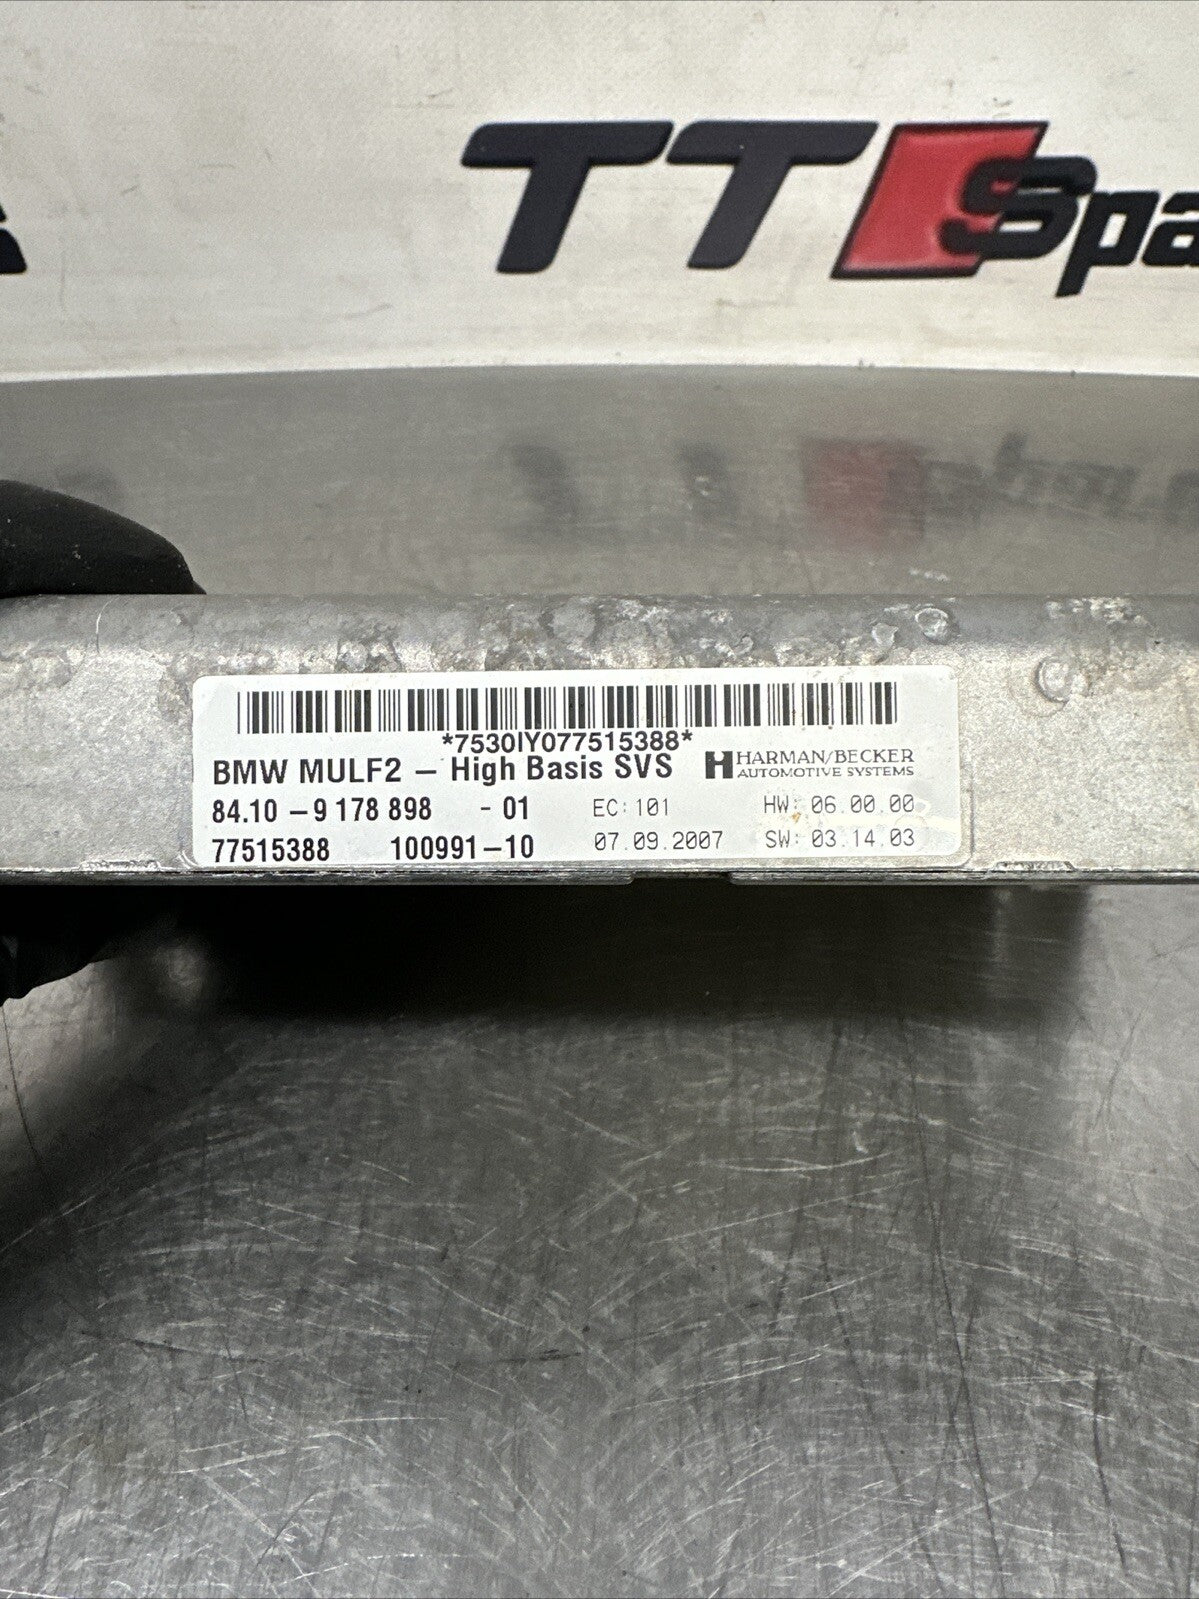 TTSSpa
*7530IY077515388*
BMW MULF2 – High Basis SVS
HARMAN/BECKER
AUTOMOTIVE SYSTEMS
84.10 – 9 178 898 - 01 EC: 101 HW: 06.00.00
77515388 100991–10 07.09.2007 SW: 03.14.03